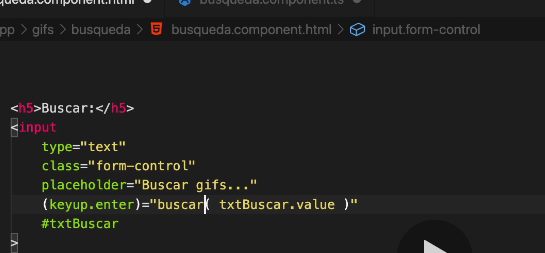 busqueda.component.html busqueda.component.ts
pp > gifs > busqueda > busqueda.component.html > input.form-control
<h5>Buscar:</h5>
<input
type="text"
class="form-control"
placeholder="Buscar gifs..."
(keyup.enter)="buscar( txtBuscar.value )"
#txtBuscar
>